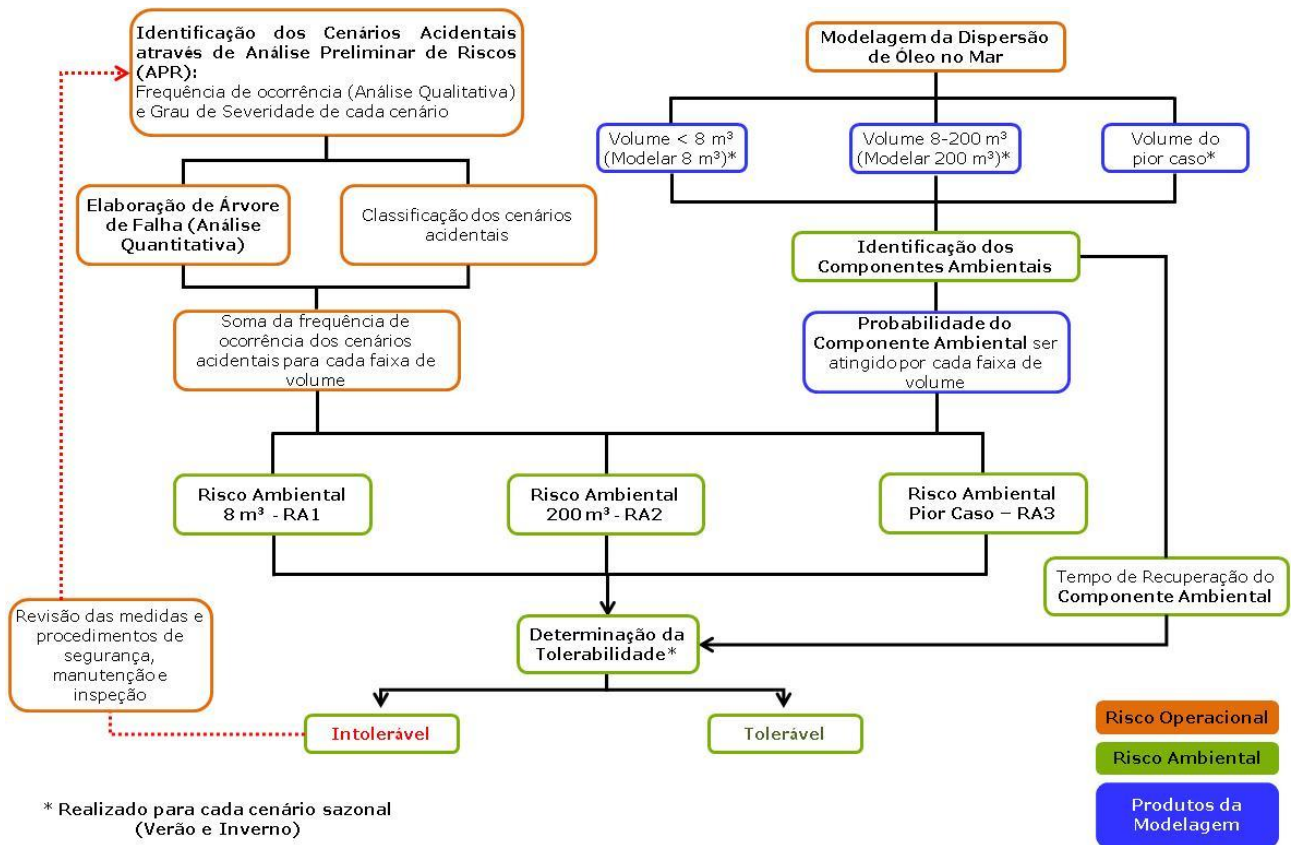 Identificação dos Cenários Acidentais
através de Análise Preliminar de Riscos
(APR):
Frequência de ocorrência (Análise Qualitativa)
e Grau de Severidade de cada cenário
Modelagem da Dispersão
de Óleo no Mar
Volume < 8 m³
(Modelar 8 m³)*
Volume 8-200 m³
(Modelar 200 m³)*
Volume do
pior caso*
Elaboração de Árvore
de Falha (Análise
Quantitativa)
Classificação dos cenários
acidentais
Identificação dos
Componentes Ambientais
Soma da frequência de
ocorrência dos cenários
acidentais para cada faixa de
volume
Probabilidade do
Componente Ambiental ser
atingido por cada faixa de
volume
Risco Ambiental
8 m³ - RA1
Risco Ambiental
200 m³ - RA2
Risco Ambiental
Pior Caso – RA3
Tempo de Recuperação do
Componente Ambiental
Revisão das medidas e
procedimentos de
segurança,
manutenção e
inspeção
Determinação da
Tolerabilidade*
Intolerável
Tolerável
Risco Operacional
Risco Ambiental
Produtos da
Modelagem
* Realizado para cada cenário sazonal
(Verão e Inverno)